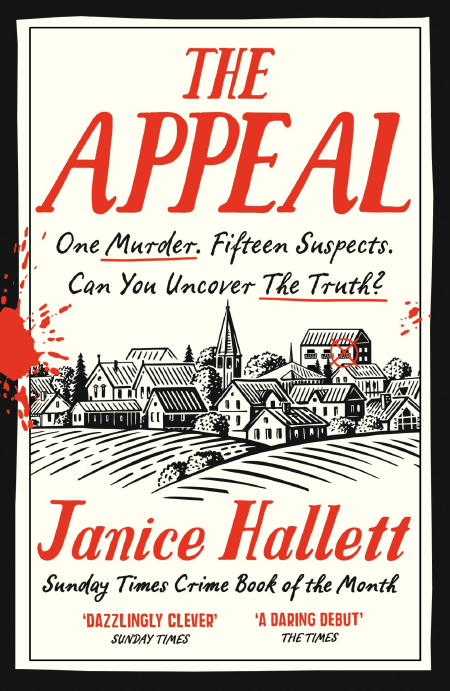 THE
APPEAL
One Murder. Fifteen Suspects.
Can You Uncover The Truth?
Janice Hallett
Sunday Times Crime Book of the Month
‘DAZZLINGLY CLEVER’
SUNDAY TIMES
‘A DARING DEBUT’
THE TIMES